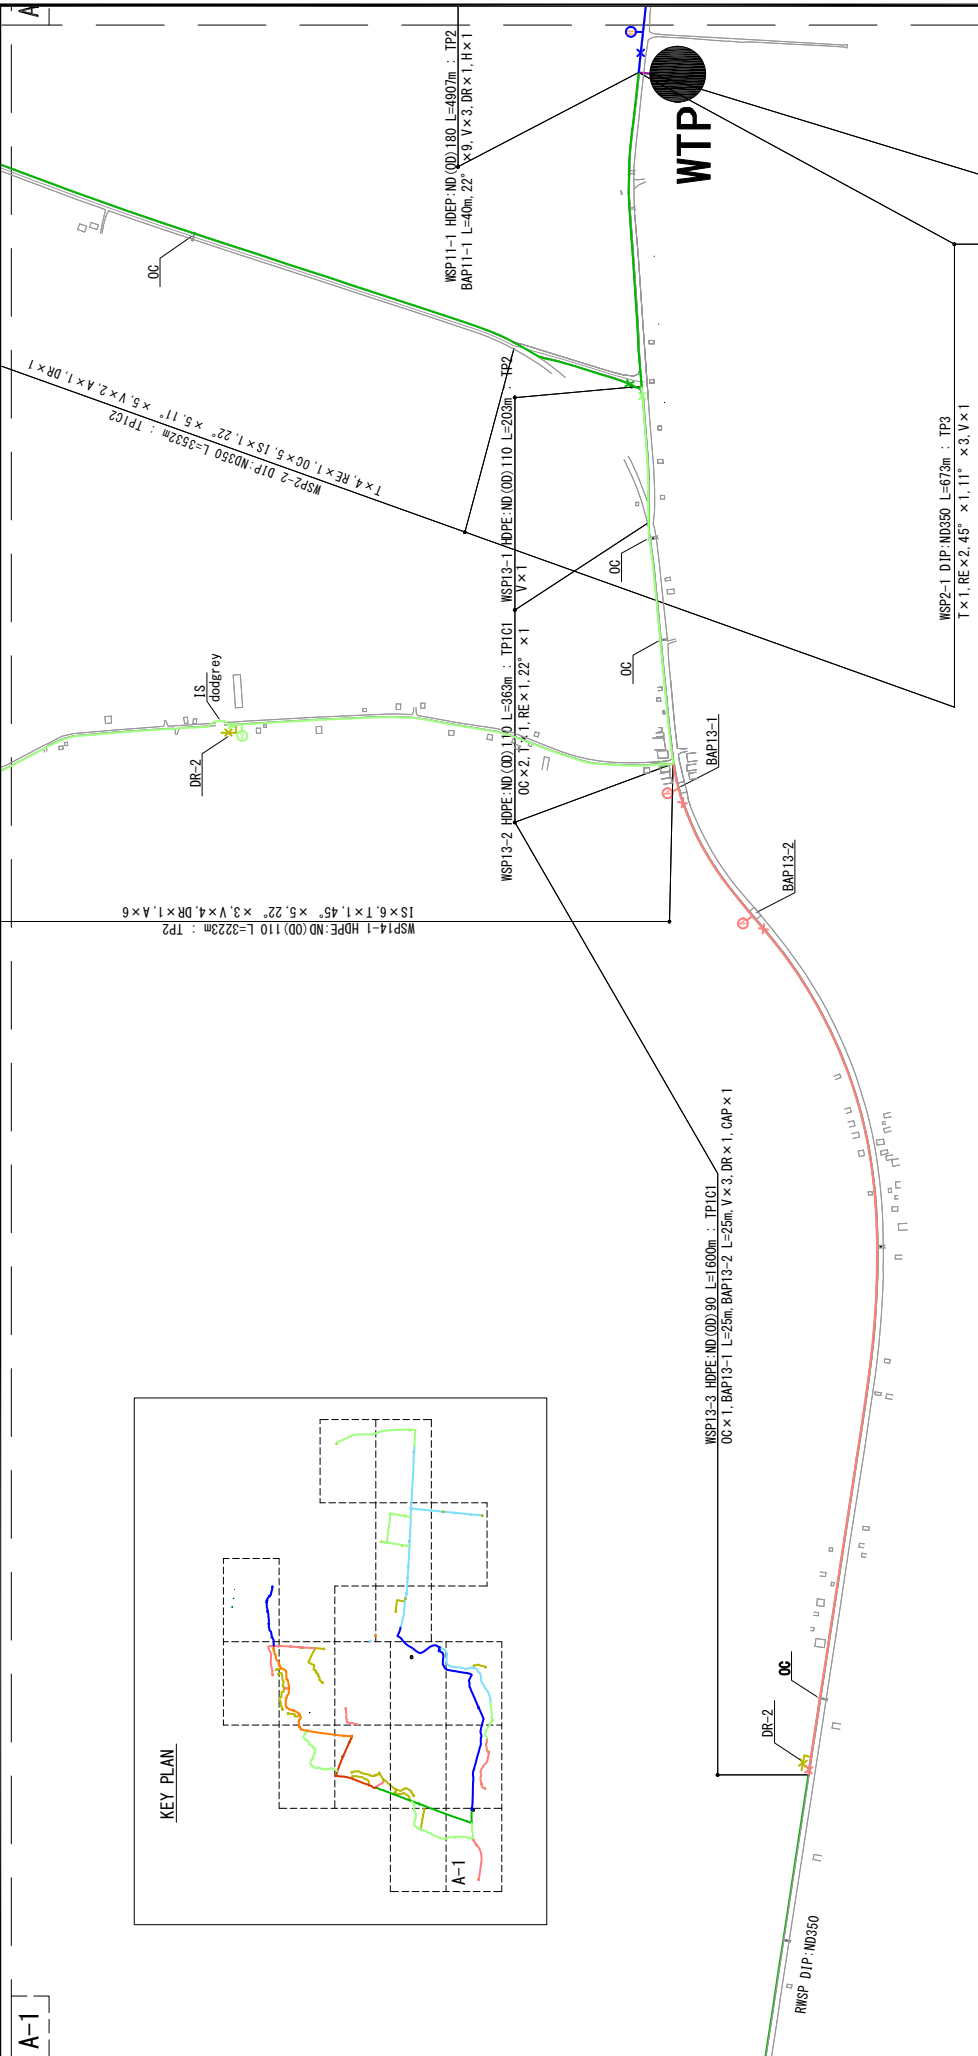 A-1
A
WSP11-1 HDEP:ND(OD)180 L=4907m : TP2
BAP11-1 L=40m, 22° ×9, V×3, DR×1, H×1
WTP
OC
WSP2-2 DIP:ND350 L=3532m : TP1C2
T×4, RE×1, OC×5, IS×1, 22° ×5, 11° ×5, V×2, A×1, DR×1
WSP13-1 HDPE:ND(OD)110 L=203m : TP2
V×1
WSP13-2 HDPE:ND(OD)110 L=363m : TP1C1
OC×2, T×1, RE×1, 22° ×1
OC
OC
WSP2-1 DIP:ND350 L=673m : TP3
T×1, RE×2, 45° ×1, 11° ×3, V×1
IS
dodgrey
DR-2
BAP13-1
BAP13-2
WSP14-1 HDPE:ND(OD)110 L=3223m : TP2
IS×6, T×1, 45° ×5, 22° ×3, V×4, DR×1, A×6
WSP13-3 HDPE:ND(OD)90 L=1600m : TP1C1
OC×1, BAP13-1 L=25m, BAP13-2 L=25m, V×3, DR×1, CAP×1
KEY PLAN
A-1
OC
DR-2
RWSP DIP:ND350